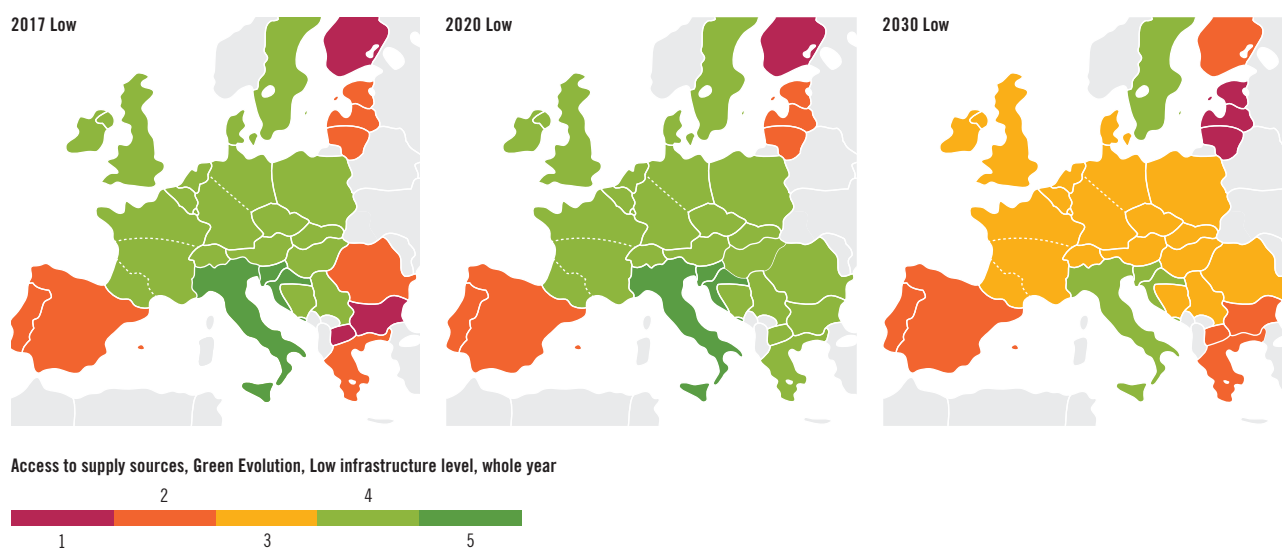 2017 Low
2020 Low
2030 Low
Access to supply sources, Green Evolution, Low infrastructure level, whole year
2 4
1 3 5